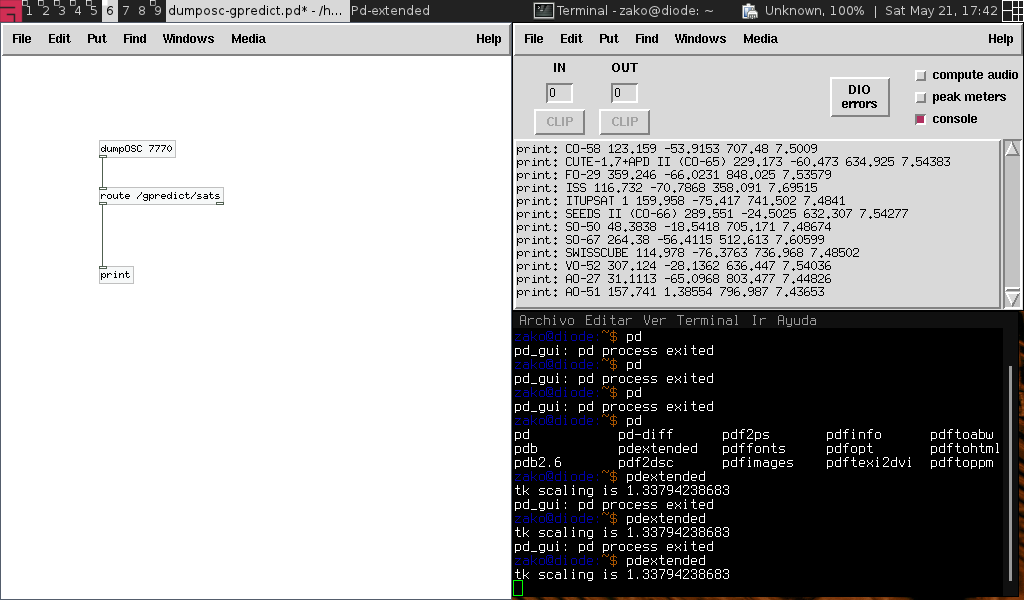 1 2 3 4 5 6 7 8 9 dumposc-gpredict.pd* - /h... Pd-extended Terminal - zako@diode: ~ Unknown, 100% | Sat May 21, 17:42
File Edit Put Find Windows Media Help
dumpOSC 7770
route /gpredict/sats
print
File Edit Put Find Windows Media Help
IN OUT
0 0
CLIP CLIP
DIO
errors
compute audio
peak meters
console
print: CO-58 123.159 -53.9153 707.48 7.5009
print: CUTE-1.7+APD II (CO-65) 229.173 -60.473 634.925 7.54383
print: FO-29 359.246 -66.0231 848.025 7.53579
print: ISS 116.732 -70.7868 358.091 7.69515
print: ITUPSAT 1 159.958 -75.417 741.502 7.4841
print: SEEDS II (CO-66) 289.551 -24.5025 632.307 7.54277
print: SO-50 48.3838 -18.5418 705.171 7.48674
print: SO-67 264.38 -56.4115 512.613 7.60599
print: SWISSCUBE 114.978 -76.3763 736.968 7.48502
print: VO-52 307.124 -28.1362 636.447 7.54036
print: AO-27 31.1113 -65.0968 803.477 7.44826
print: AO-51 157.741 1.38554 796.987 7.43653
Archivo Editar Ver Terminal Ir Ayuda
zako@diode:~$ pd
pd_gui: pd process exited
zako@diode:~$ pd
pd_gui: pd process exited
zako@diode:~$ pd
pd_gui: pd process exited
zako@diode:~$ pd
pd pd-diff pdf2ps pdfinfo pdftoabw
pdb pdextended pdffonts pdfopt pdftohtml
pdb2.6 pdf2dsc pdfimages pdftexi2dvi pdftoppm
zako@diode:~$ pdextended
tk scaling is 1.33794238683
pd_gui: pd process exited
zako@diode:~$ pdextended
tk scaling is 1.33794238683
pd_gui: pd process exited
zako@diode:~$ pdextended
tk scaling is 1.33794238683